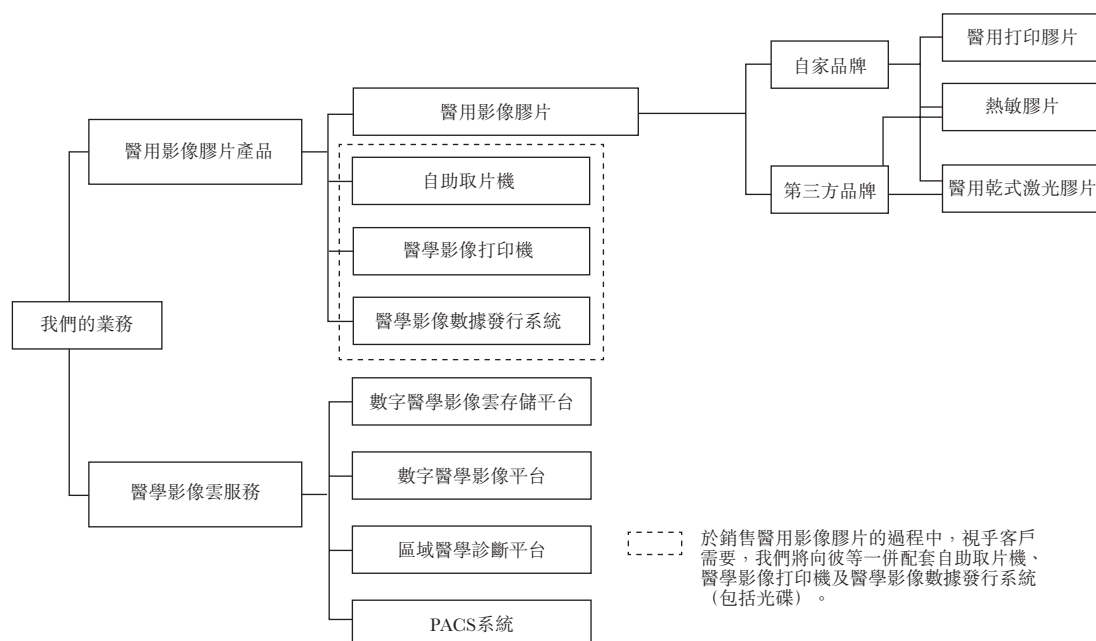 我們的業務
醫用影像膠片產品
醫用影像膠片
自家品牌
醫用打印膠片
熱敏膠片
第三方品牌
醫用乾式激光膠片
自助取片機
醫學影像打印機
醫學影像數據發行系統
醫學影像雲服務
數字醫學影像雲存儲平台
數字醫學影像平台
區域醫學診斷平台
PACS系統
於銷售醫用影像膠片的過程中，視乎客戶
需要，我們將向彼等一併配套自助取片機、
醫學影像打印機及醫學影像數據發行系統
（包括光碟）。